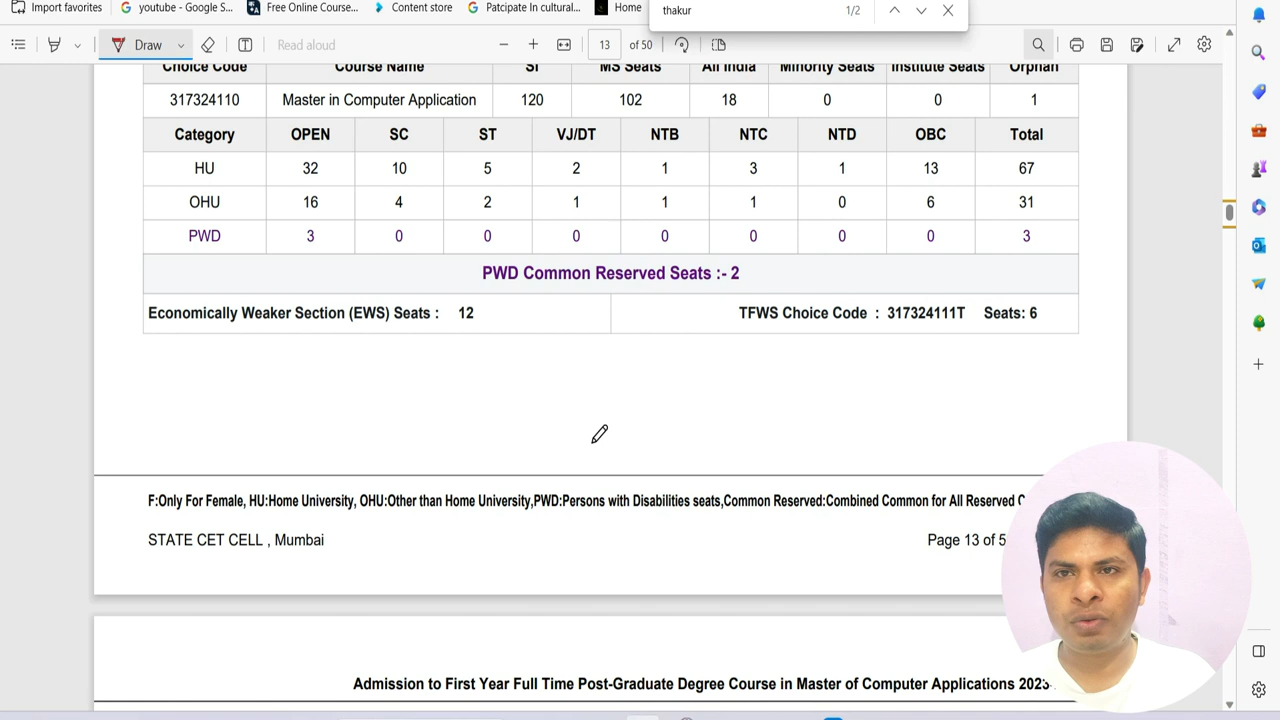 Import favorites youtube - Google S... Free Online Course... Content store Patcipate In cultural... Home
thakur 1/2
Draw Read aloud 13 of 50
Choice Code Course Name SI MS Seats All India Minority Seats Institute Seats Orphan
317324110 Master in Computer Application 120 102 18 0 0 1
Category OPEN SC ST VJ/DT NTB NTC NTD OBC Total
HU 32 10 5 2 1 3 1 13 67
OHU 16 4 2 1 1 1 0 6 31
PWD 3 0 0 0 0 0 0 0 3
PWD Common Reserved Seats :- 2
Economically Weaker Section (EWS) Seats : 12 TFWS Choice Code : 317324111T Seats: 6
F:Only For Female, HU:Home University, OHU:Other than Home University,PWD:Persons with Disabilities seats,Common Reserved:Combined Common for All Reserved
STATE CET CELL , Mumbai Page 13 of 5
Admission to First Year Full Time Post-Graduate Degree Course in Master of Computer Applications 2023